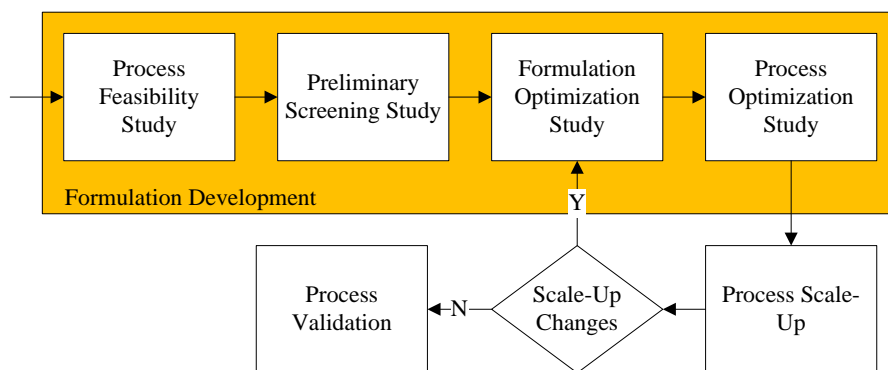 Process
Feasibility
Study
Preliminary
Screening Study
Formulation
Optimization
Study
Process
Optimization
Study
Formulation Development
Y
Process
Validation
N
Scale-Up
Changes
Process Scale-
Up